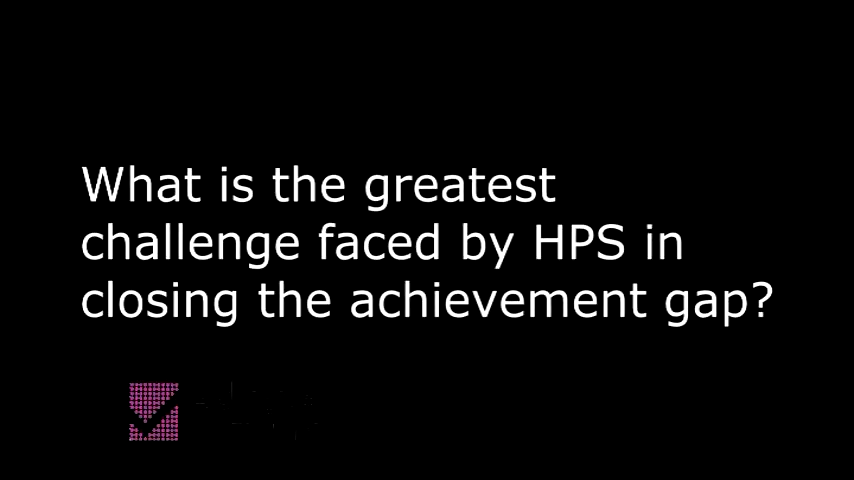 What is the greatest
challenge faced by HPS in
closing the achievement gap?